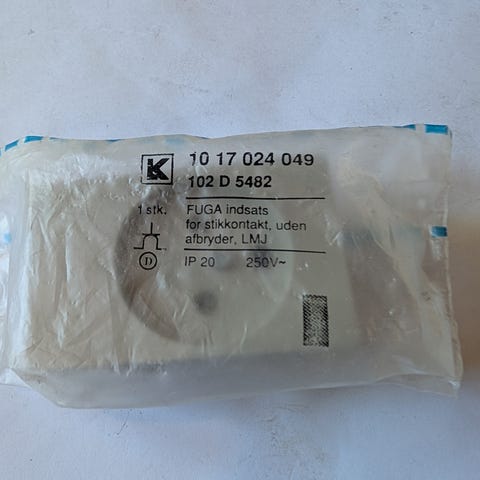 K
10 17 024 049
102 D 5482
1 stk.
FUGA indsats
for stikkontakt, uden
afbryder, LMJ
D
IP 20 250V~